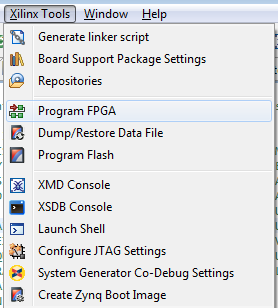 Xilinx Tools Window Help
Generate linker script
Board Support Package Settings
Repositories
Program FPGA
Dump/Restore Data File
Program Flash
XMD Console
XSDB Console
Launch Shell
Configure JTAG Settings
System Generator Co-Debug Settings
Create Zynq Boot Image